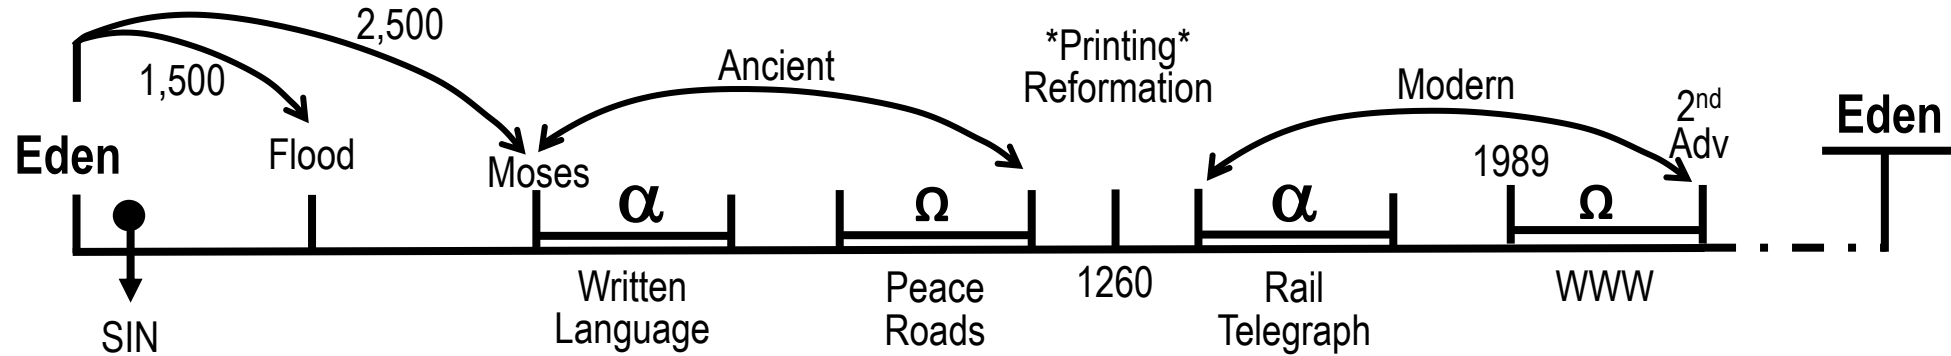 2,500
1,500
Ancient
*Printing*
Reformation
Modern
2nd
Adv
Eden
Eden
Flood
Moses
1989
α
Ω
α
Ω
SIN
Written
Language
Peace
Roads
1260
Rail
Telegraph
WWW